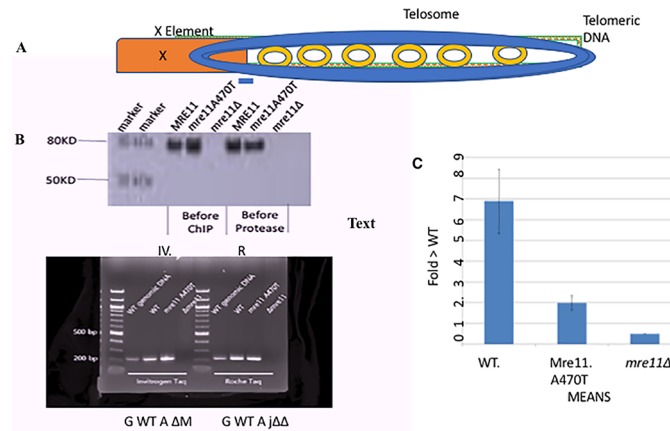 A
X Element
Telosome
Telomeric
DNA
X
B
marker
marker
MRE11
mre11A470T
mre11Δ
MRE11
mre11A470T
mre11Δ
80KD
50KD
Before
ChIP
Before
Protease
Text
IV.
R
WT genomic DNA
WT
mre11 A470T
Δmre11
WT genomic DNA
WT
mre11 A470T
Δmre11
500 bp
200 bp
Invitrogen Taq
Roche Taq
G WT A ΔM
G WT A jΔΔ
C
Fold > WT
9
8
7
6
5
4
3
2
1
0
WT.
Mre11.
A470T
mre11Δ
MEANS